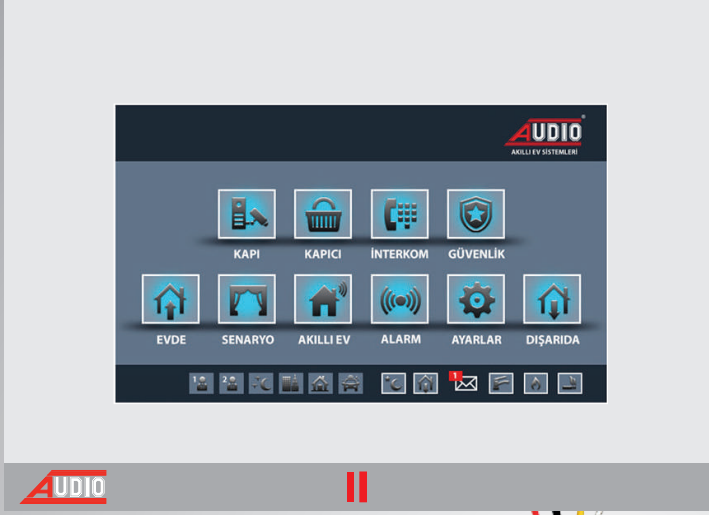 AUDIO
AKILLI EV SİSTEMLERİ
KAPI KAPICI İNTERKOM GÜVENLİK
EVDE SENARYO AKILLI EV ALARM AYARLAR DIŞARIDA
1 2 1
AUDIO